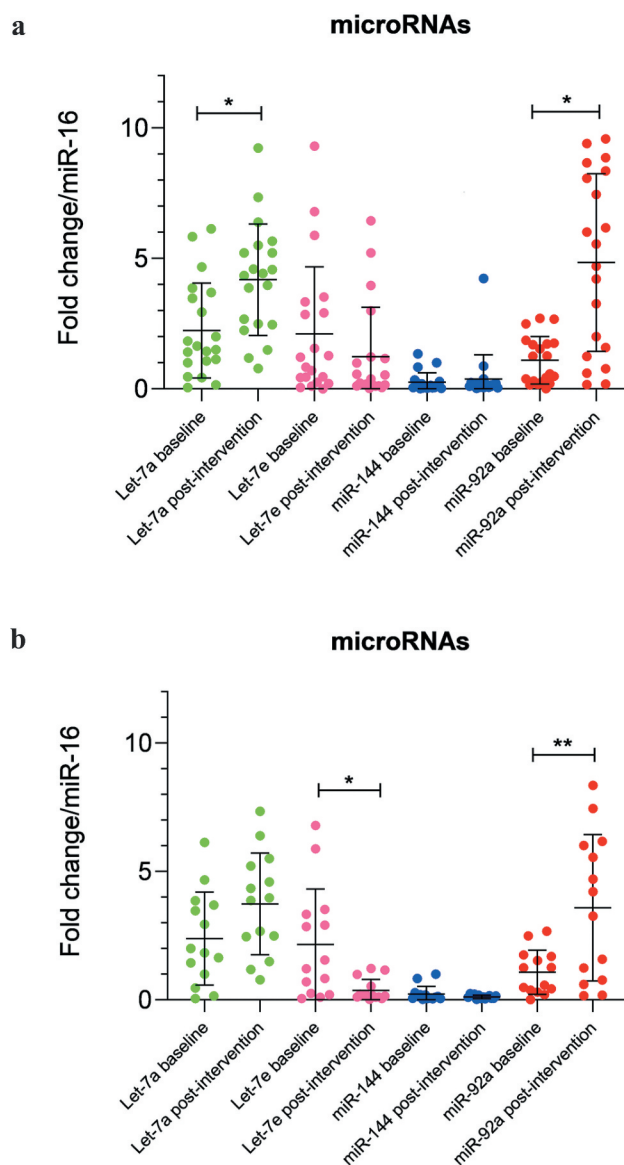 a
microRNAs
Fold change/miR-16
10
5
0
*
*
Let-7a baseline
Let-7a post-intervention
Let-7e baseline
Let-7e post-intervention
miR-144 baseline
miR-144 post-intervention
miR-92a baseline
miR-92a post-intervention
b
microRNAs
Fold change/miR-16
10
5
0
*
**
Let-7a baseline
Let-7a post-intervention
Let-7e baseline
Let-7e post-intervention
miR-144 baseline
miR-144 post-intervention
miR-92a baseline
miR-92a post-intervention